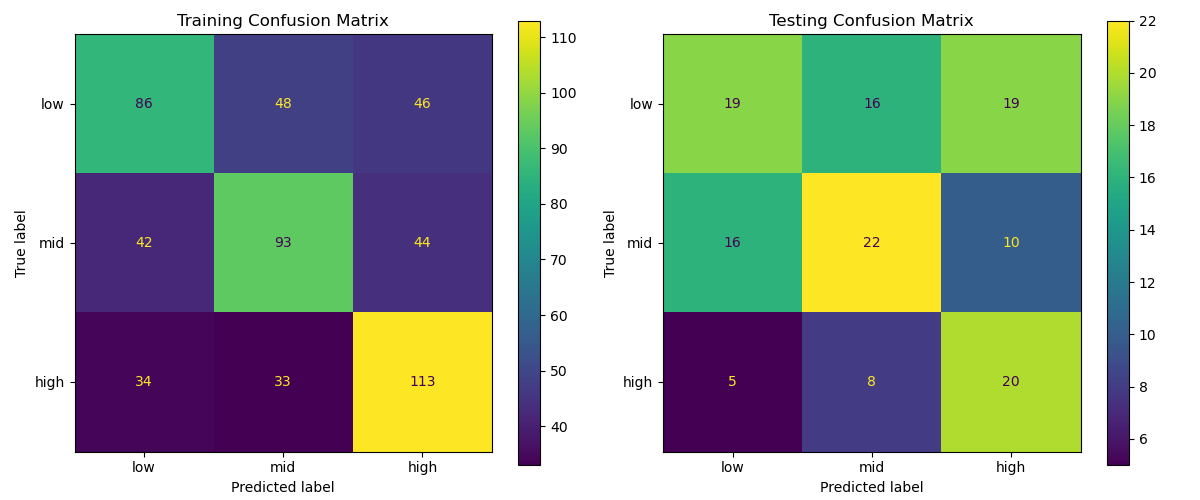 Training Confusion Matrix
True label
low
mid
high
86 48 46
42 93 44
34 33 113
low mid high
Predicted label
110
100
90
80
70
60
50
40
Testing Confusion Matrix
True label
low
mid
high
19 16 19
16 22 10
5 8 20
low mid high
Predicted label
22
20
18
16
14
12
10
8
6